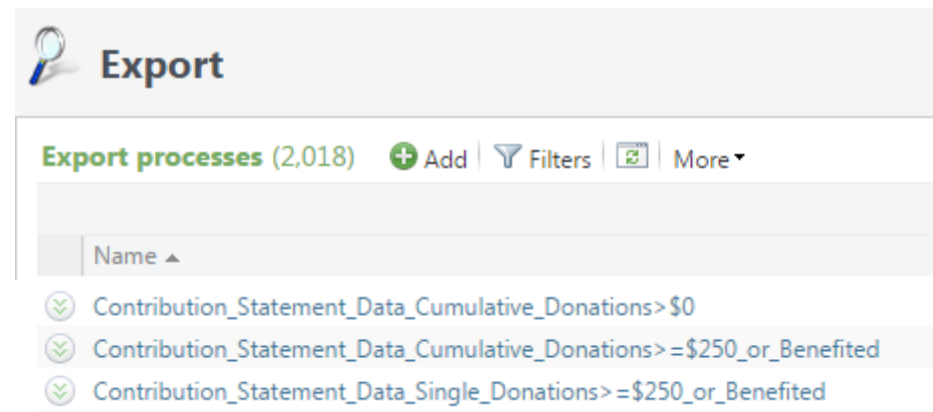 Export
Export processes (2,018) Add Filters More
Name
Contribution_Statement_Data_Cumulative_Donations>$0
Contribution_Statement_Data_Cumulative_Donations>=$250_or_Benefited
Contribution_Statement_Data_Single_Donations>=$250_or_Benefited